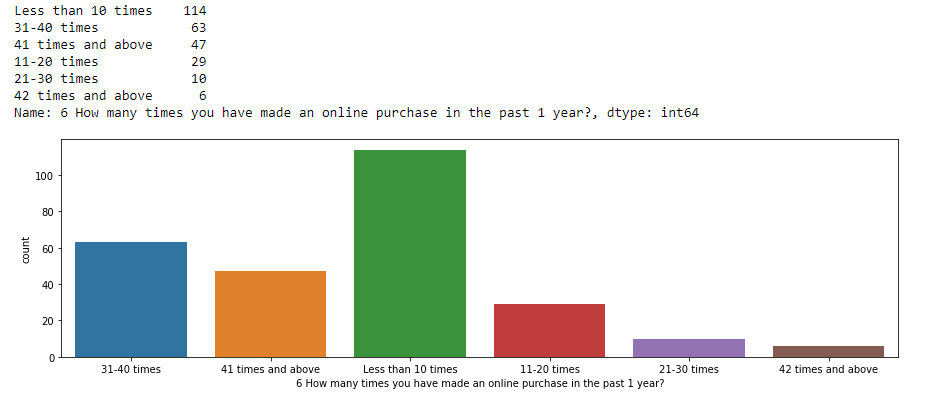 Less than 10 times    114
31-40 times            63
41 times and above     47
11-20 times            29
21-30 times            10
42 times and above      6
Name: 6 How many times you have made an online purchase in the past 1 year?, dtype: int64
100
80
60
40
20
0
count
31-40 times 41 times and above Less than 10 times 11-20 times 21-30 times 42 times and above
6 How many times you have made an online purchase in the past 1 year?